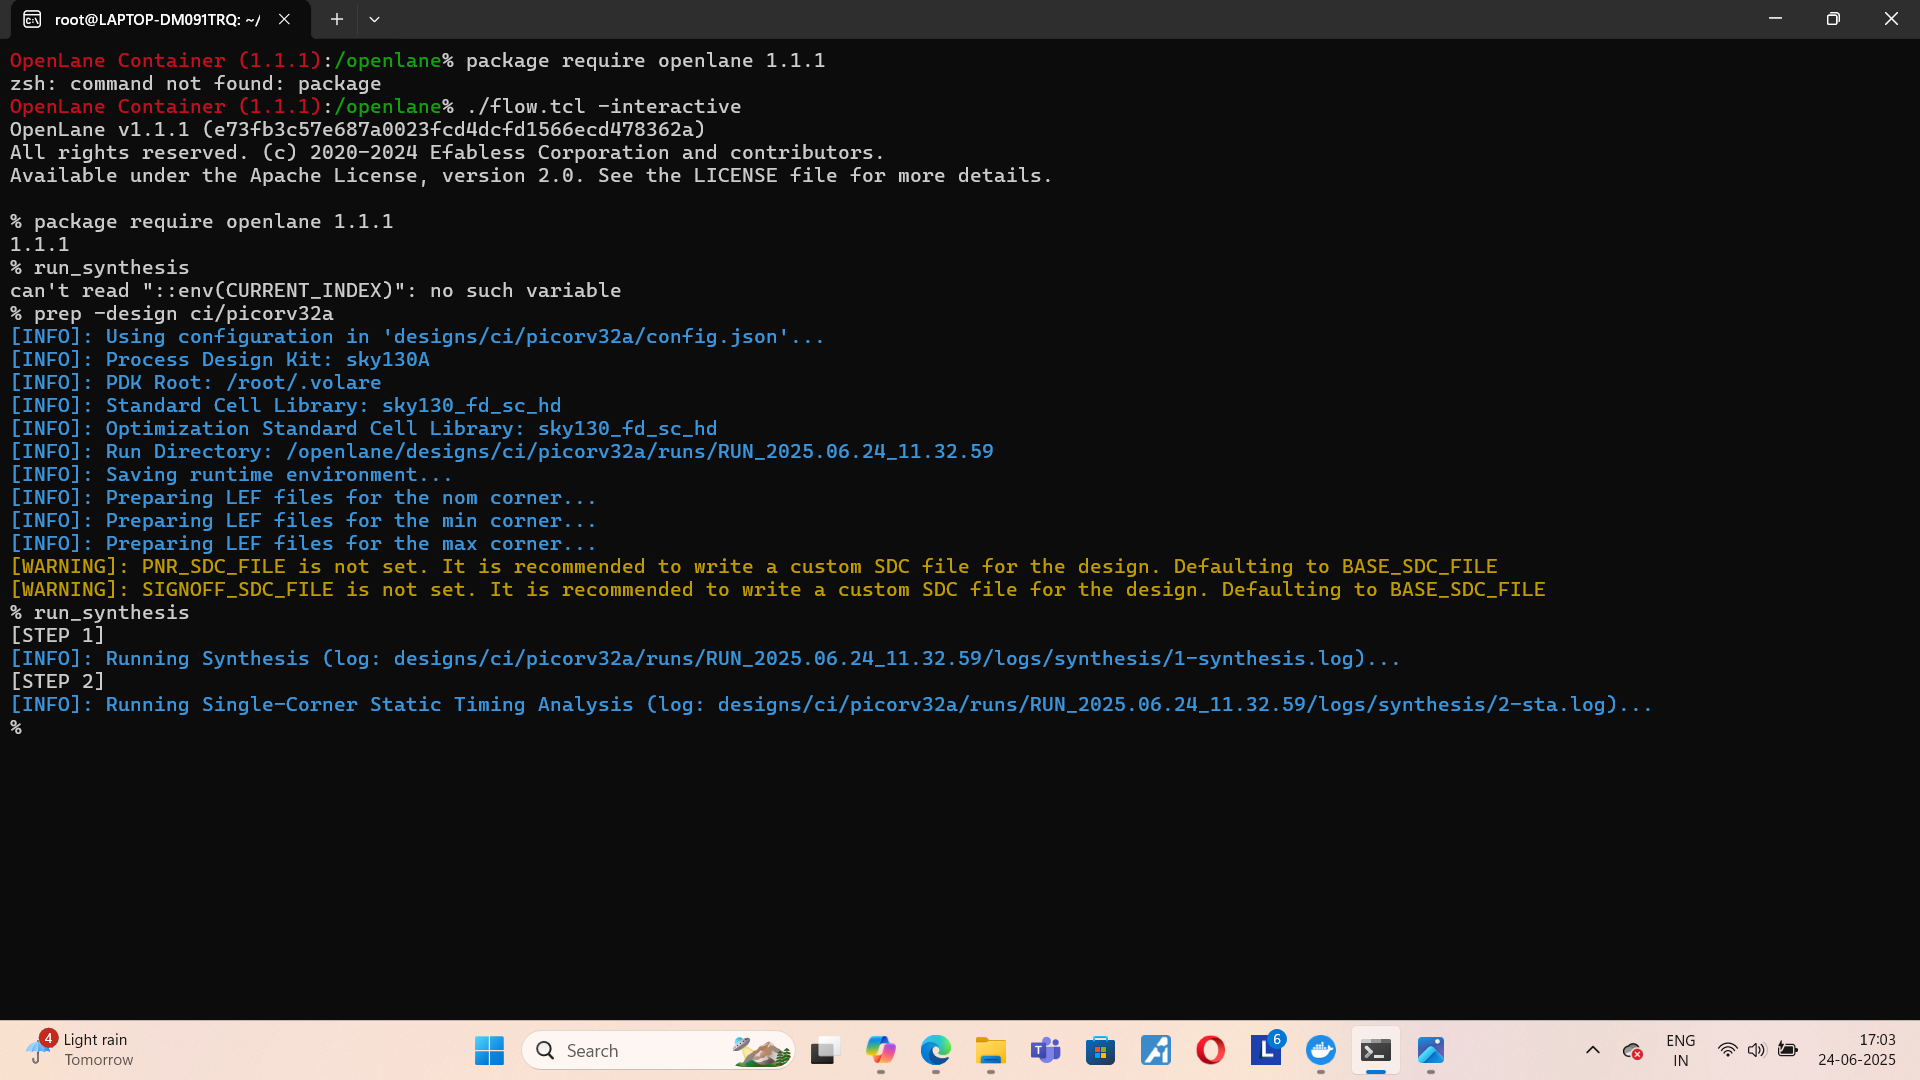 root@LAPTOP-DM091TRQ: ~/
OpenLane Container (1.1.1):/openlane% package require openlane 1.1.1
zsh: command not found: package
OpenLane Container (1.1.1):/openlane% ./flow.tcl -interactive
OpenLane v1.1.1 (e73fb3c57e687a0023fcd4dcfd1566ecd478362a)
All rights reserved. (c) 2020-2024 Efabless Corporation and contributors.
Available under the Apache License, version 2.0. See the LICENSE file for more details.
% package require openlane 1.1.1
1.1.1
% run_synthesis
can't read "::env(CURRENT_INDEX)": no such variable
% prep -design ci/picorv32a
[INFO]: Using configuration in 'designs/ci/picorv32a/config.json'...
[INFO]: Process Design Kit: sky130A
[INFO]: PDK Root: /root/.volare
[INFO]: Standard Cell Library: sky130_fd_sc_hd
[INFO]: Optimization Standard Cell Library: sky130_fd_sc_hd
[INFO]: Run Directory: /openlane/designs/ci/picorv32a/runs/RUN_2025.06.24_11.32.59
[INFO]: Saving runtime environment...
[INFO]: Preparing LEF files for the nom corner...
[INFO]: Preparing LEF files for the min corner...
[INFO]: Preparing LEF files for the max corner...
[WARNING]: PNR_SDC_FILE is not set. It is recommended to write a custom SDC file for the design. Defaulting to BASE_SDC_FILE
[WARNING]: SIGNOFF_SDC_FILE is not set. It is recommended to write a custom SDC file for the design. Defaulting to BASE_SDC_FILE
% run_synthesis
[STEP 1]
[INFO]: Running Synthesis (log: designs/ci/picorv32a/runs/RUN_2025.06.24_11.32.59/logs/synthesis/1-synthesis.log)...
[STEP 2]
[INFO]: Running Single-Corner Static Timing Analysis (log: designs/ci/picorv32a/runs/RUN_2025.06.24_11.32.59/logs/synthesis/2-sta.log)...
%
4
Light rain
Tomorrow
Search
L
6
ENG
IN
17:03
24-06-2025